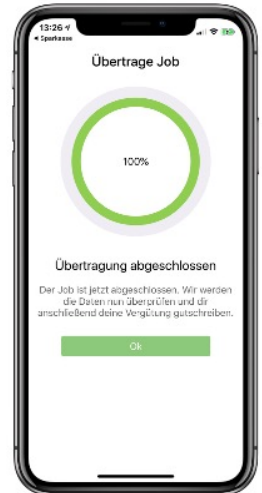 13:26
◂ Sparkasse
Übertrage Job
100%
Übertragung abgeschlossen
Der Job ist jetzt abgeschlossen. Wir werden
die Daten nun überprüfen und dir
anschließend deine Vergütung gutschreiben.
Ok